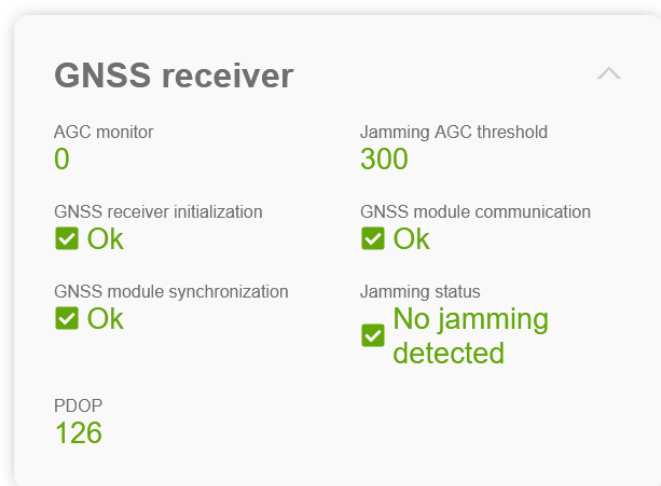 GNSS receiver
AGC monitor
0
Jamming AGC threshold
300
GNSS receiver initialization
Ok
GNSS module communication
Ok
GNSS module synchronization
Ok
Jamming status
No jamming
detected
PDOP
126